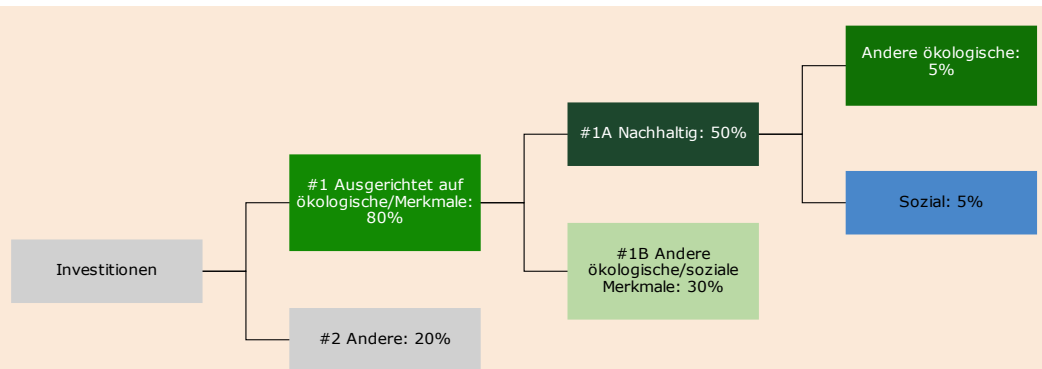 Investitionen
#1 Ausgerichtet auf
ökologische/Merkmale:
80%
#2 Andere: 20%
#1A Nachhaltig: 50%
#1B Andere
ökologische/soziale
Merkmale: 30%
Andere ökologische:
5%
Sozial: 5%